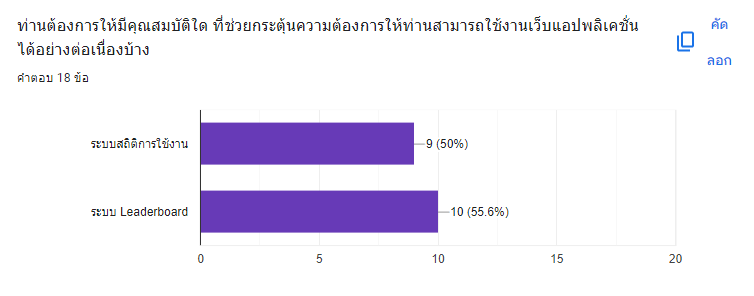 ท่านต้องการให้มีคุณสมบัติใด ที่ช่วยกระตุ้นความต้องการให้ท่านสามารถใช้งานเว็บแอปพลิเคชั่น
ได้อย่างต่อเนื่องบ้าง
คัด
ลอก
คำตอบ 18 ข้อ
ระบบสถิติการใช้งาน
9 (50%)
ระบบ Leaderboard
10 (55.6%)
0 5 10 15 20